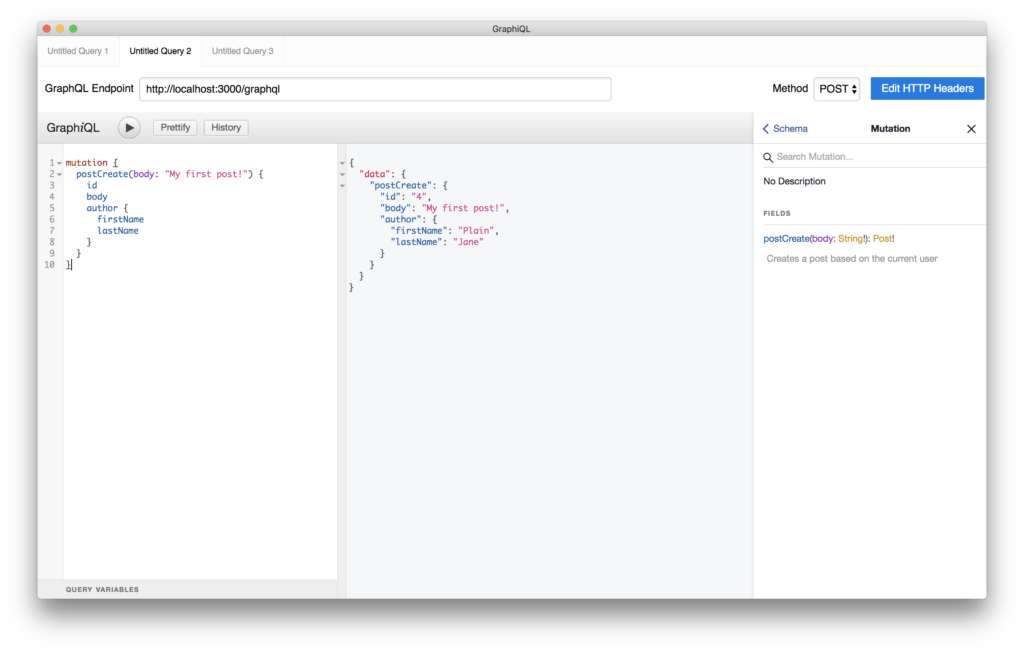 GraphiQL
Untitled Query 1 Untitled Query 2 Untitled Query 3
GraphQL Endpoint http://localhost:3000/graphql Method POST Edit HTTP Headers
GraphiQL Prettify History
1 mutation {
2 postCreate(body: "My first post!") {
3 id
4 body
5 author {
6 firstName
7 lastName
8 }
9 }
10 }
QUERY VARIABLES
{
"data": {
"postCreate": {
"id": "4",
"body": "My first post!",
"author": {
"firstName": "Plain",
"lastName": "Jane"
}
}
}
}
Schema Mutation
Search Mutation...
No Description
FIELDS
postCreate(body: String!): Post!
Creates a post based on the current user